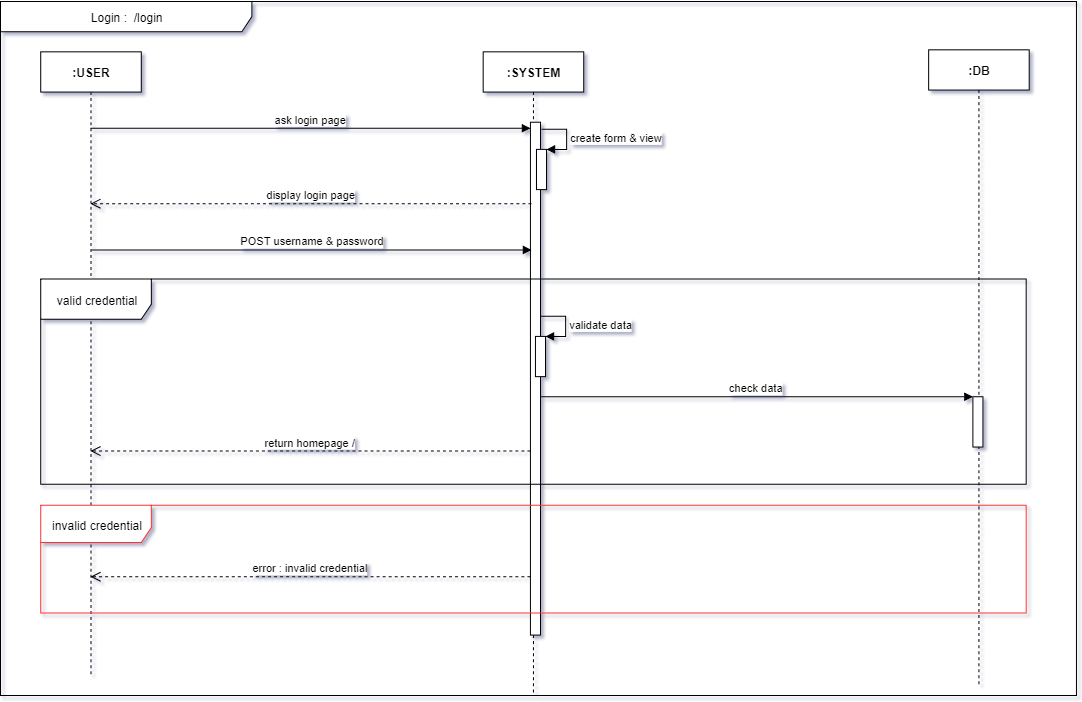 Login :  /login
:USER
:SYSTEM
:DB
ask login page
create form & view
display login page
POST username & password
valid credential
validate data
check data
return homepage /
invalid credential
error : invalid credential